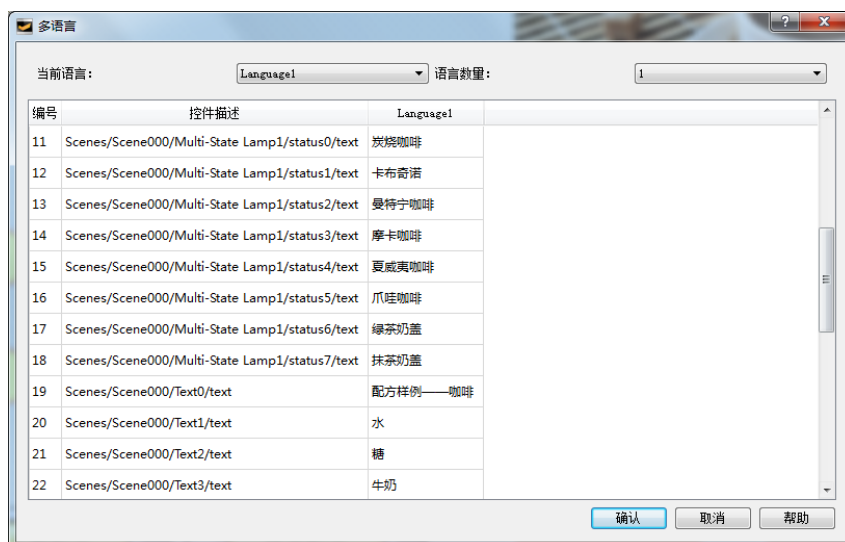 多语言
当前语言: Language1 语言数量: 1
编号 控件描述 Language1
11 Scenes/Scene000/Multi-State Lamp1/status0/text 炭烧咖啡
12 Scenes/Scene000/Multi-State Lamp1/status1/text 卡布奇诺
13 Scenes/Scene000/Multi-State Lamp1/status2/text 曼特宁咖啡
14 Scenes/Scene000/Multi-State Lamp1/status3/text 摩卡咖啡
15 Scenes/Scene000/Multi-State Lamp1/status4/text 夏威夷咖啡
16 Scenes/Scene000/Multi-State Lamp1/status5/text 爪哇咖啡
17 Scenes/Scene000/Multi-State Lamp1/status6/text 绿茶奶盖
18 Scenes/Scene000/Multi-State Lamp1/status7/text 抹茶奶盖
19 Scenes/Scene000/Text0/text 配方样例——咖啡
20 Scenes/Scene000/Text1/text 水
21 Scenes/Scene000/Text2/text 糖
22 Scenes/Scene000/Text3/text 牛奶
确认 取消 帮助